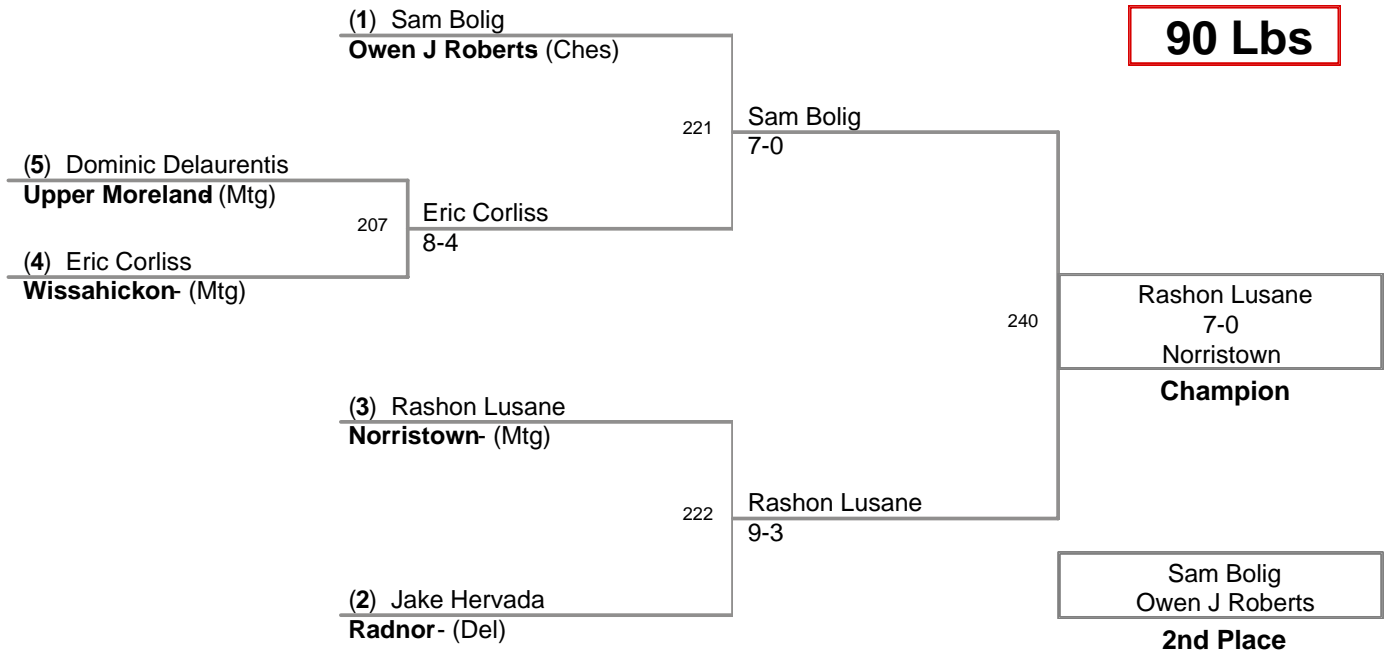 (1) Sam Bolig
Owen J Roberts (Ches)
90 Lbs
221
Sam Bolig
7-0
(5) Dominic Delaurentis
Upper Moreland (Mtg)
207
Eric Corliss
8-4
(4) Eric Corliss
Wissahickon- (Mtg)
240
Rashon Lusane
7-0
Norristown
Champion
(3) Rashon Lusane
Norristown- (Mtg)
222
Rashon Lusane
9-3
(2) Jake Hervada
Radnor- (Del)
Sam Bolig
Owen J Roberts
2nd Place